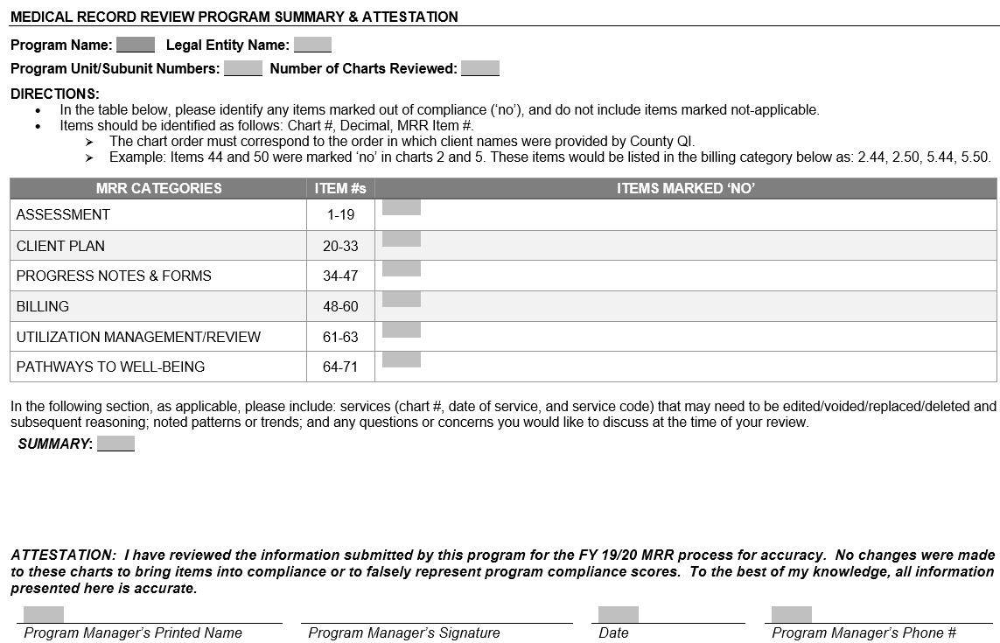 MEDICAL RECORD REVIEW PROGRAM SUMMARY & ATTESTATION
Program Name: Legal Entity Name:
Program Unit/Subunit Numbers: Number of Charts Reviewed:
DIRECTIONS:
• In the table below, please identify any items marked out of compliance (‘no’), and do not include items marked not-applicable.
• Items should be identified as follows: Chart #, Decimal, MRR Item #.
➢ The chart order must correspond to the order in which client names were provided by County QI.
➢ Example: Items 44 and 50 were marked ‘no’ in charts 2 and 5. These items would be listed in the billing category below as: 2.44, 2.50, 5.44, 5.50.
MRR CATEGORIES ITEM #s ITEMS MARKED ‘NO’
ASSESSMENT 1-19
CLIENT PLAN 20-33
PROGRESS NOTES & FORMS 34-47
BILLING 48-60
UTILIZATION MANAGEMENT/REVIEW 61-63
PATHWAYS TO WELL-BEING 64-71
In the following section, as applicable, please include: services (chart #, date of service, and service code) that may need to be edited/voided/replaced/deleted and
subsequent reasoning; noted patterns or trends; and any questions or concerns you would like to discuss at the time of your review.
SUMMARY:
ATTESTATION: I have reviewed the information submitted by this program for the FY 19/20 MRR process for accuracy. No changes were made
to these charts to bring items into compliance or to falsely represent program compliance scores. To the best of my knowledge, all information
presented here is accurate.
Program Manager’s Printed Name Program Manager’s Signature Date Program Manager’s Phone #